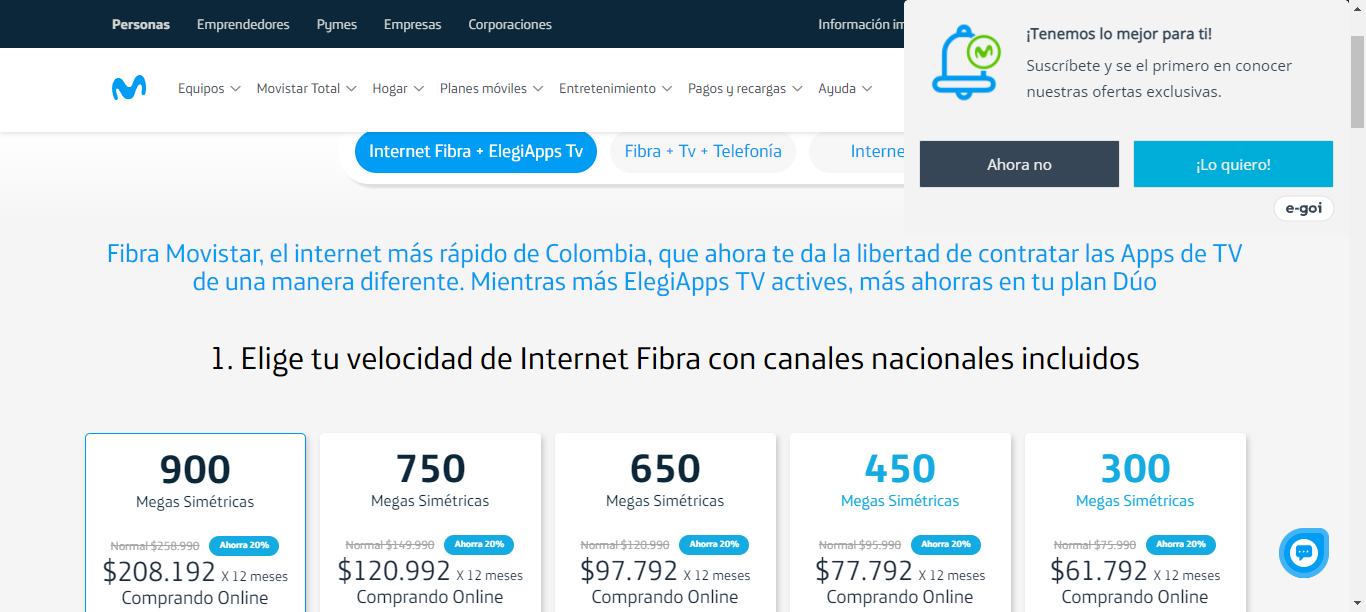 Personas Emprendedores Pymes Empresas Corporaciones Información im
¡Tenemos lo mejor para ti!
Suscríbete y se el primero en conocer
nuestras ofertas exclusivas.
Ahora no ¡Lo quiero!
e-goi
Equipos Movistar Total Hogar Planes móviles Entretenimiento Pagos y recargas Ayuda
Internet Fibra + ElegiApps Tv Fibra + Tv + Telefonía Interne
Fibra Movistar, el internet más rápido de Colombia, que ahora te da la libertad de contratar las Apps de TV
de una manera diferente. Mientras más ElegiApps TV actives, más ahorras en tu plan Dúo
1. Elige tu velocidad de Internet Fibra con canales nacionales incluidos
900
Megas Simétricas
Normal $258.990 Ahorra 20%
$208.192 X 12 meses
Comprando Online
750
Megas Simétricas
Normal $149.990 Ahorra 20%
$120.992 X 12 meses
Comprando Online
650
Megas Simétricas
Normal $120.990 Ahorra 20%
$97.792 X 12 meses
Comprando Online
450
Megas Simétricas
Normal $95.990 Ahorra 20%
$77.792 X 12 meses
Comprando Online
300
Megas Simétricas
Normal $75.990 Ahorra 20%
$61.792 X 12 meses
Comprando Online